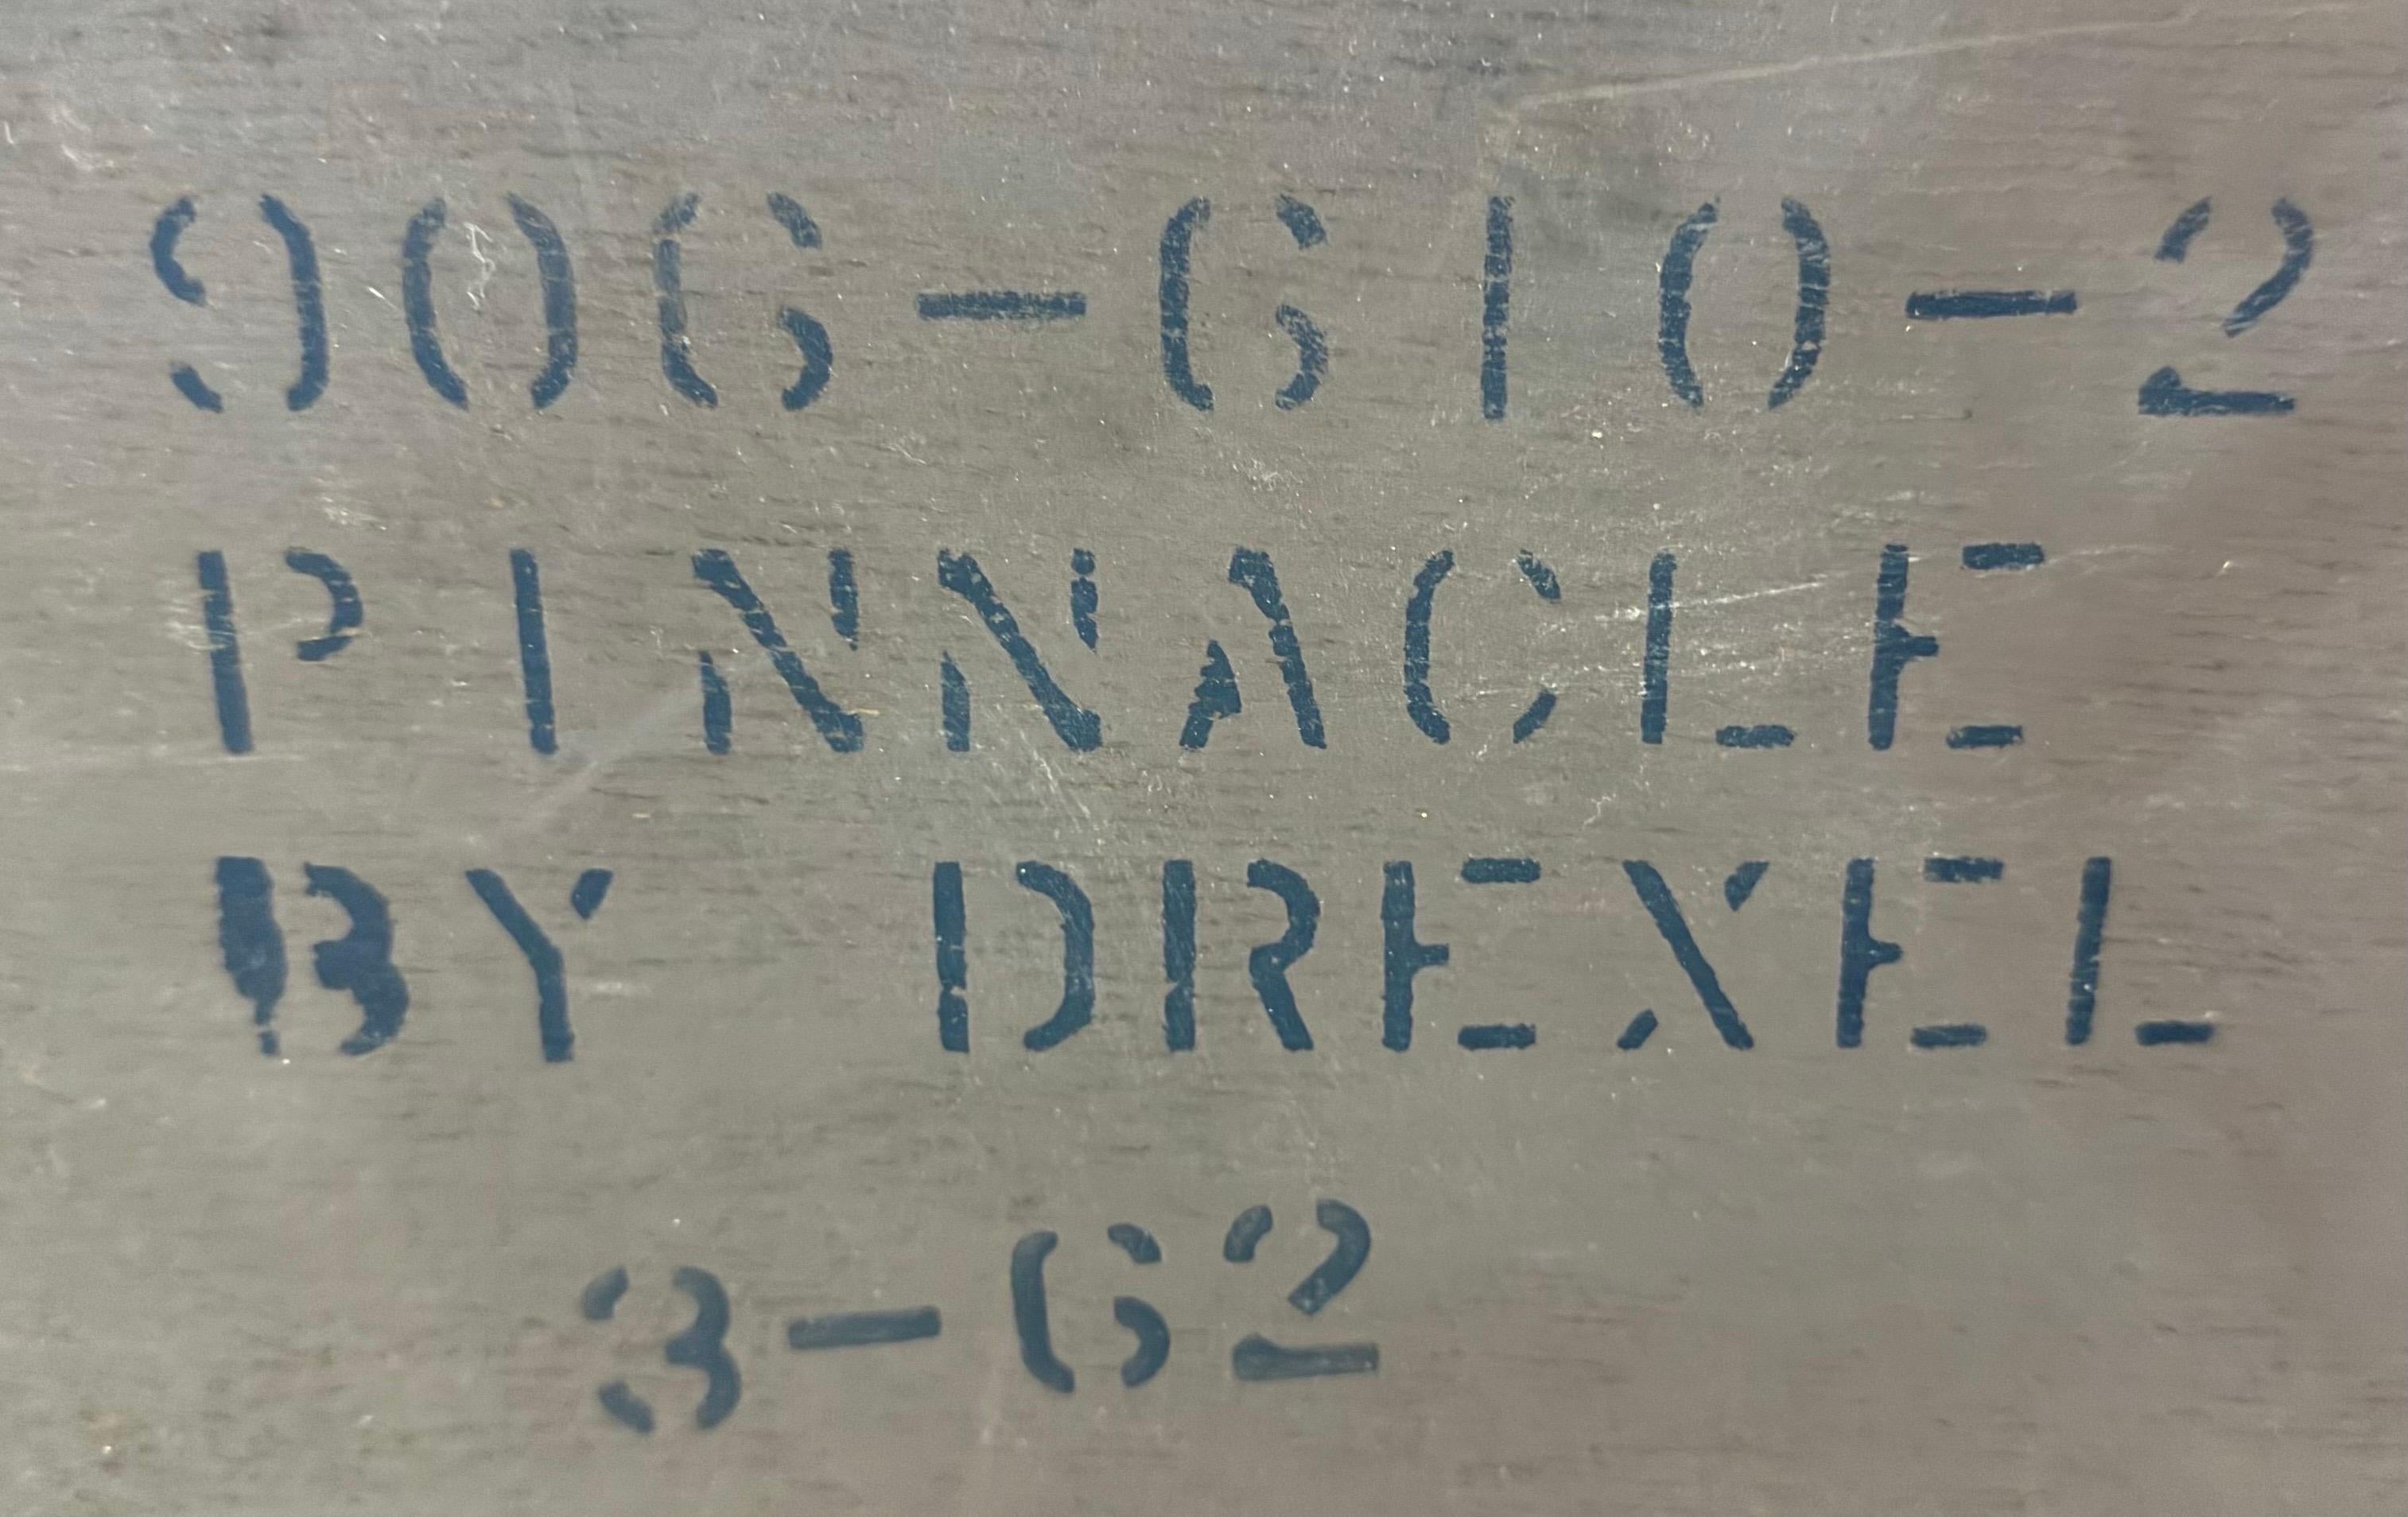 906-610-2
PINNACLE
BY DREXEL
3-62